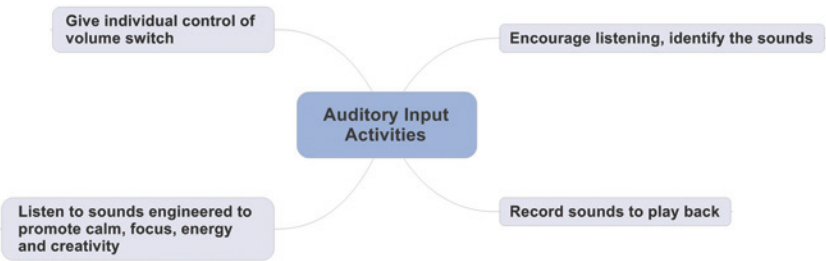 Give individual control of
volume switch
Encourage listening, identify the sounds
Auditory Input
Activities
Listen to sounds engineered to
promote calm, focus, energy
and creativity
Record sounds to play back